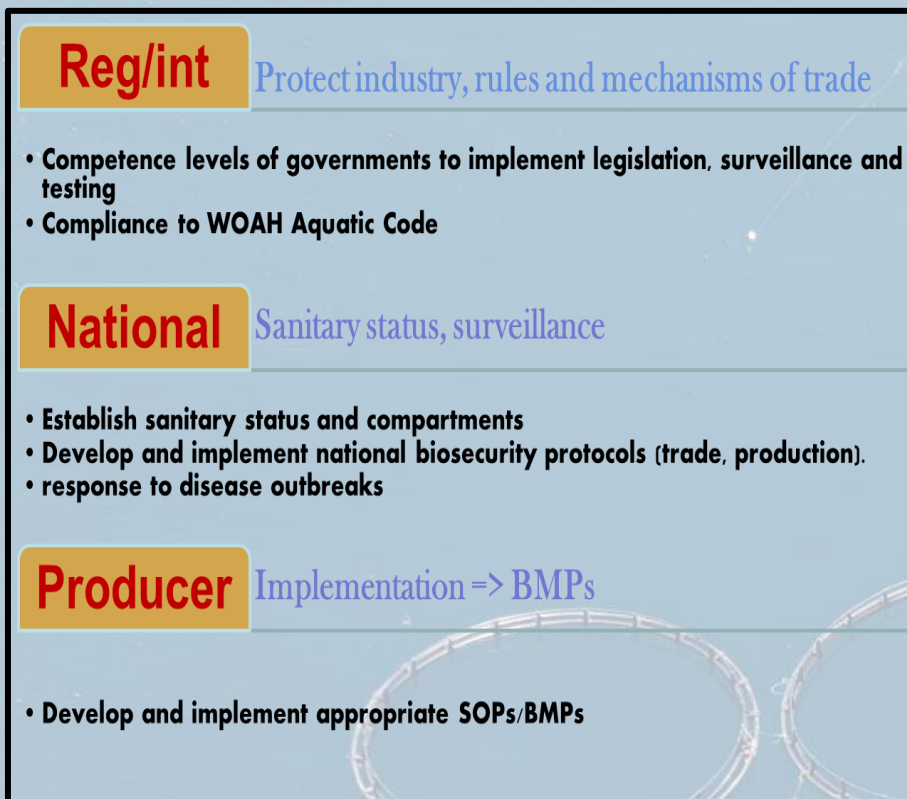 Reg/int Protect industry, rules and mechanisms of trade
• Competence levels of governments to implement legislation, surveillance and
testing
• Compliance to WOAH Aquatic Code
National Sanitary status, surveillance
• Establish sanitary status and compartments
• Develop and implement national biosecurity protocols (trade, production).
• response to disease outbreaks
Producer Implementation => BMPs
• Develop and implement appropriate SOPs/BMPs